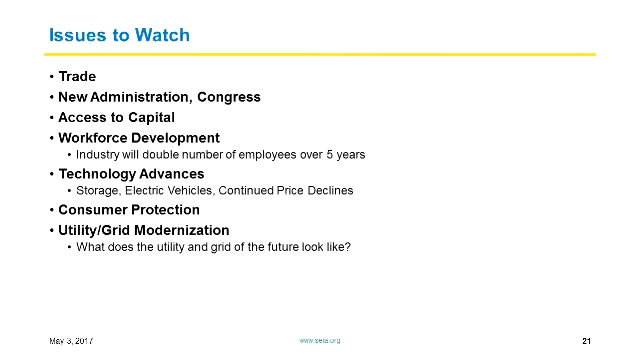 Issues to Watch
• Trade
• New Administration, Congress
• Access to Capital
• Workforce Development
• Industry will double number of employees over 5 years
• Technology Advances
• Storage, Electric Vehicles, Continued Price Declines
• Consumer Protection
• Utility/Grid Modernization
• What does the utility and grid of the future look like?
May 3, 2017
www.seia.org
21